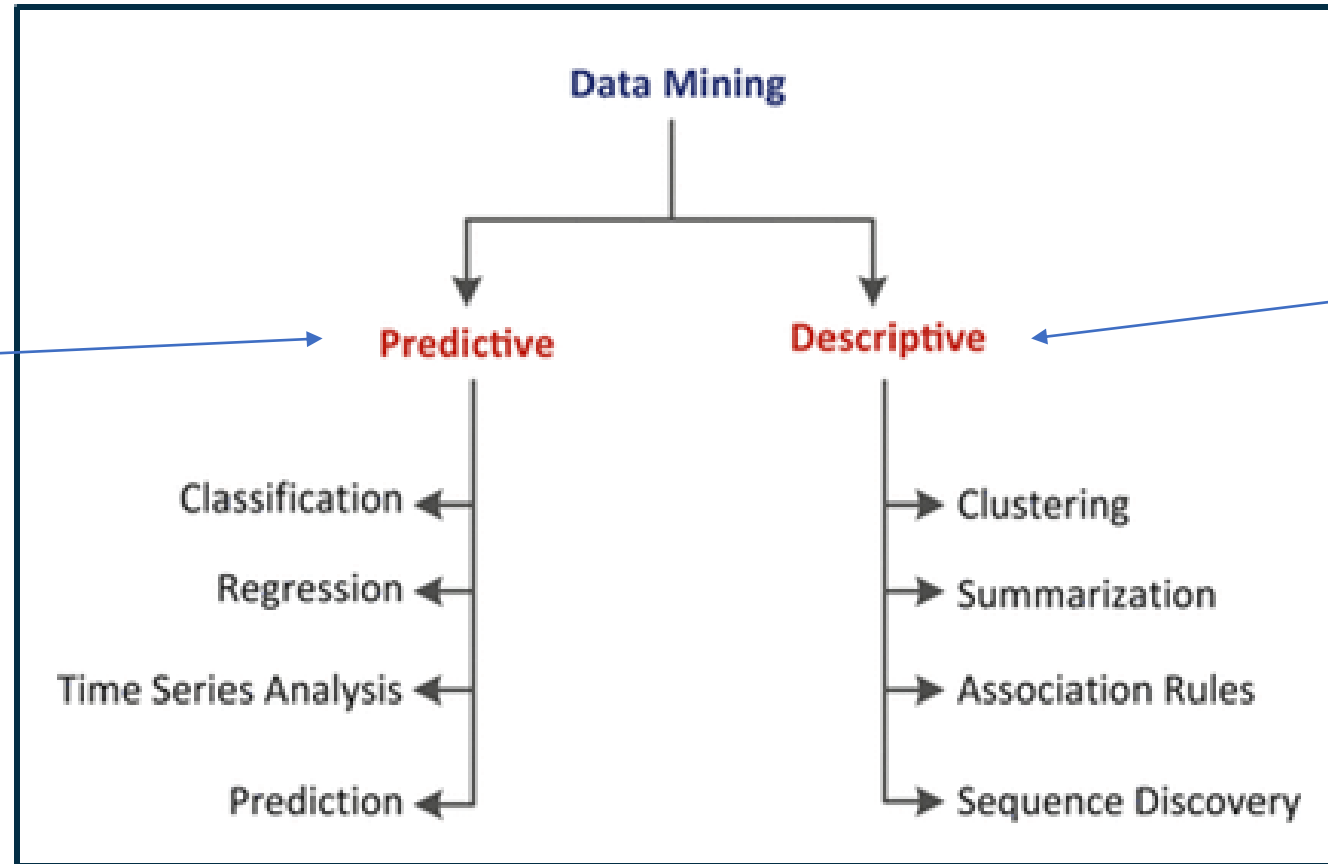 Data Mining
Predictive
Descriptive
Classification
Regression
Time Series Analysis
Prediction
Clustering
Summarization
Association Rules
Sequence Discovery